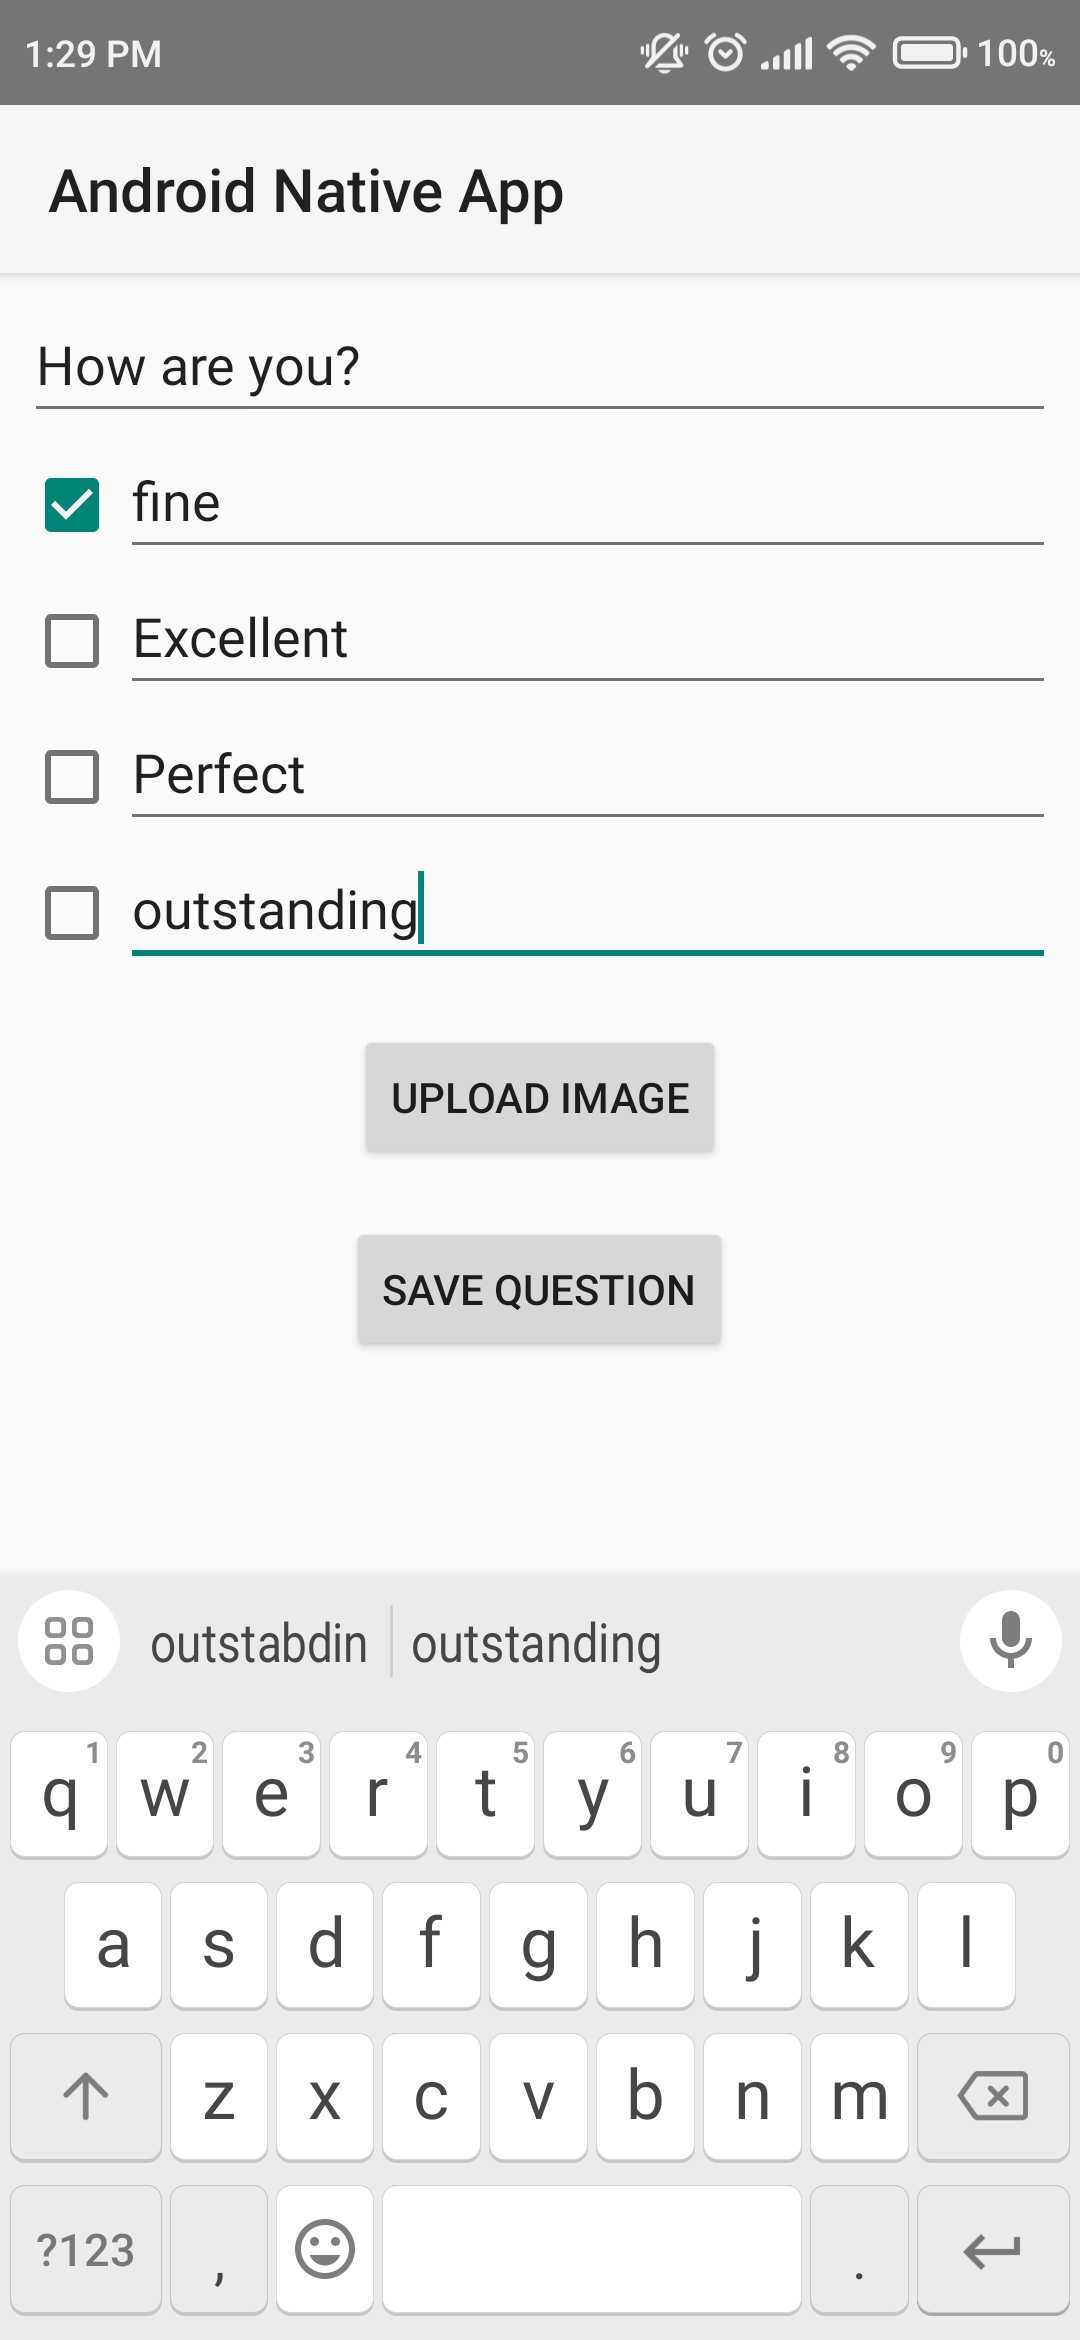 1:29 PM 100%
Android Native App
How are you?
fine
Excellent
Perfect
outstanding
UPLOAD IMAGE
SAVE QUESTION
outstabdin outstanding
q 1 w 2 e 3 r 4 t 5 y 6 u 7 i 8 o 9 p 0
a s d f g h j k l
z x c v b n m
?123 , .